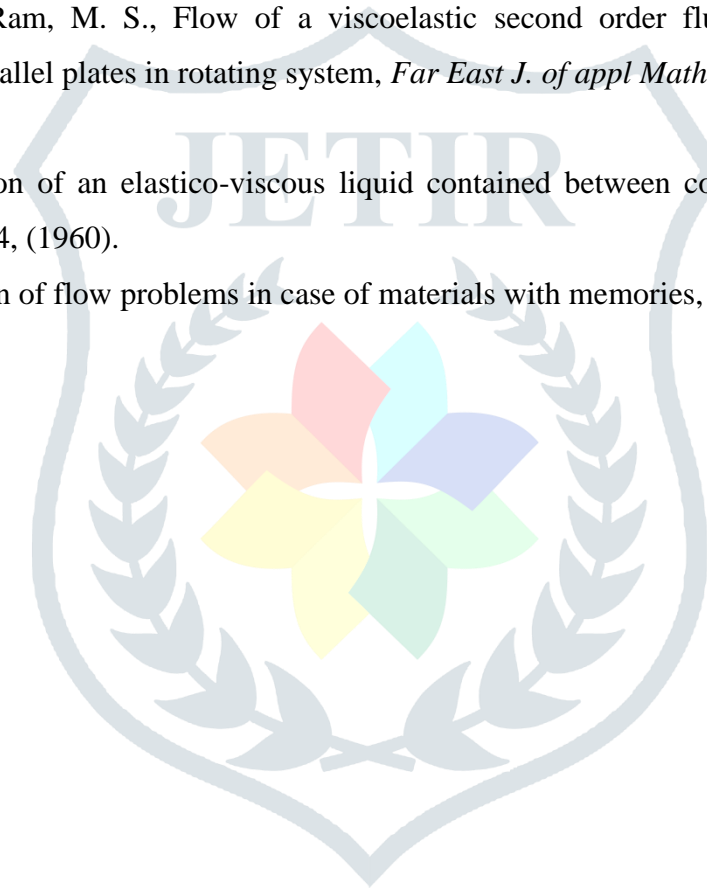 Ram, M. S., Flow of a viscoelastic second order flu
allel plates in rotating system, Far East J. of appl Math
JETIR
on of an elastico-viscous liquid contained between co
4, (1960).
n of flow problems in case of materials with memories,